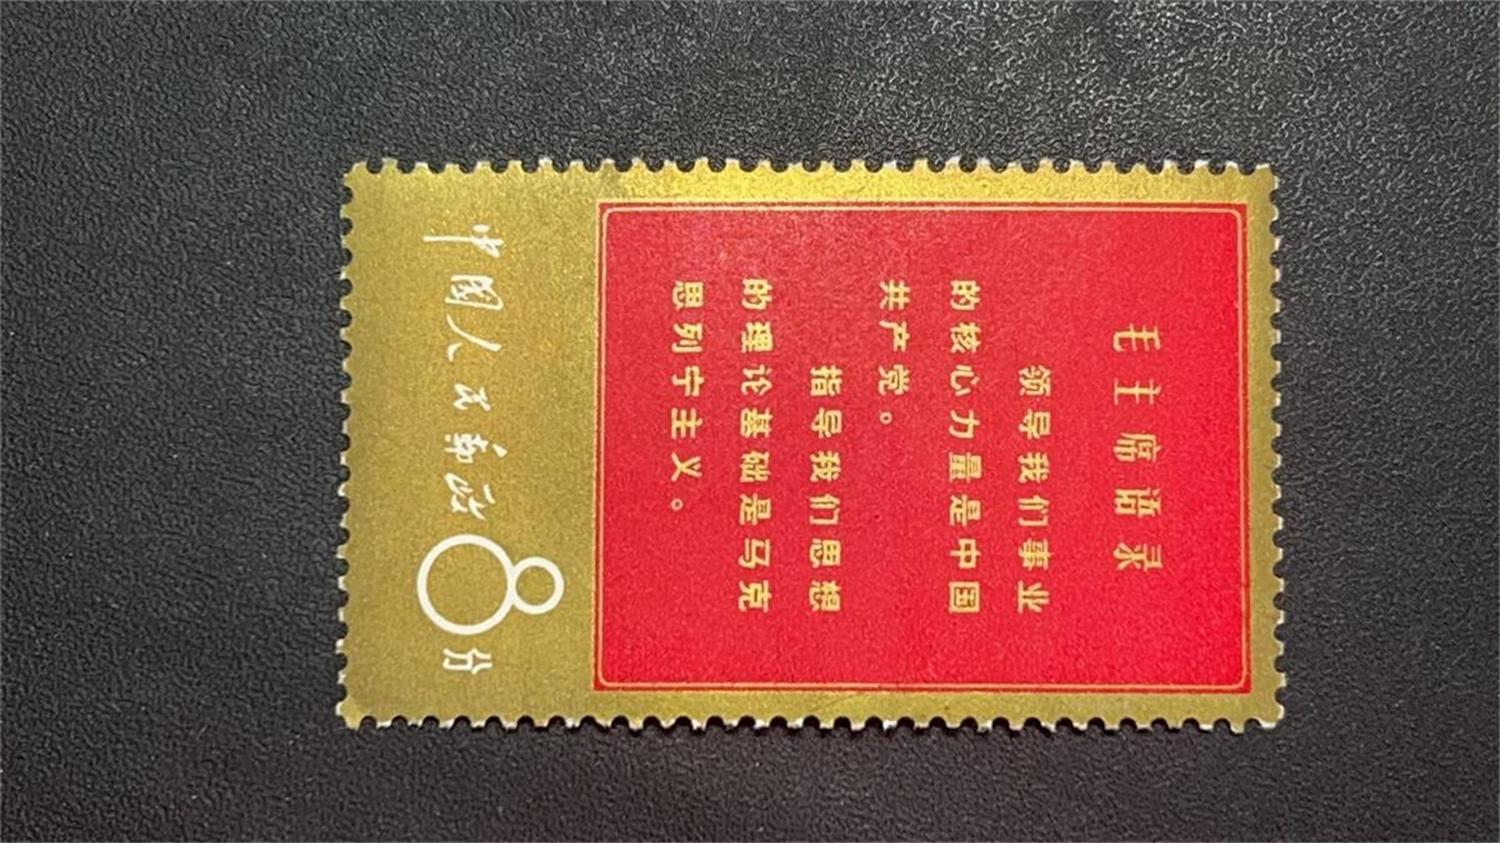 毛主席语录
领导我们事业
的核心力量是中国
共产党。
指导我们思想
的理论基础是马克
思列宁主义。
中国人民邮政
8分